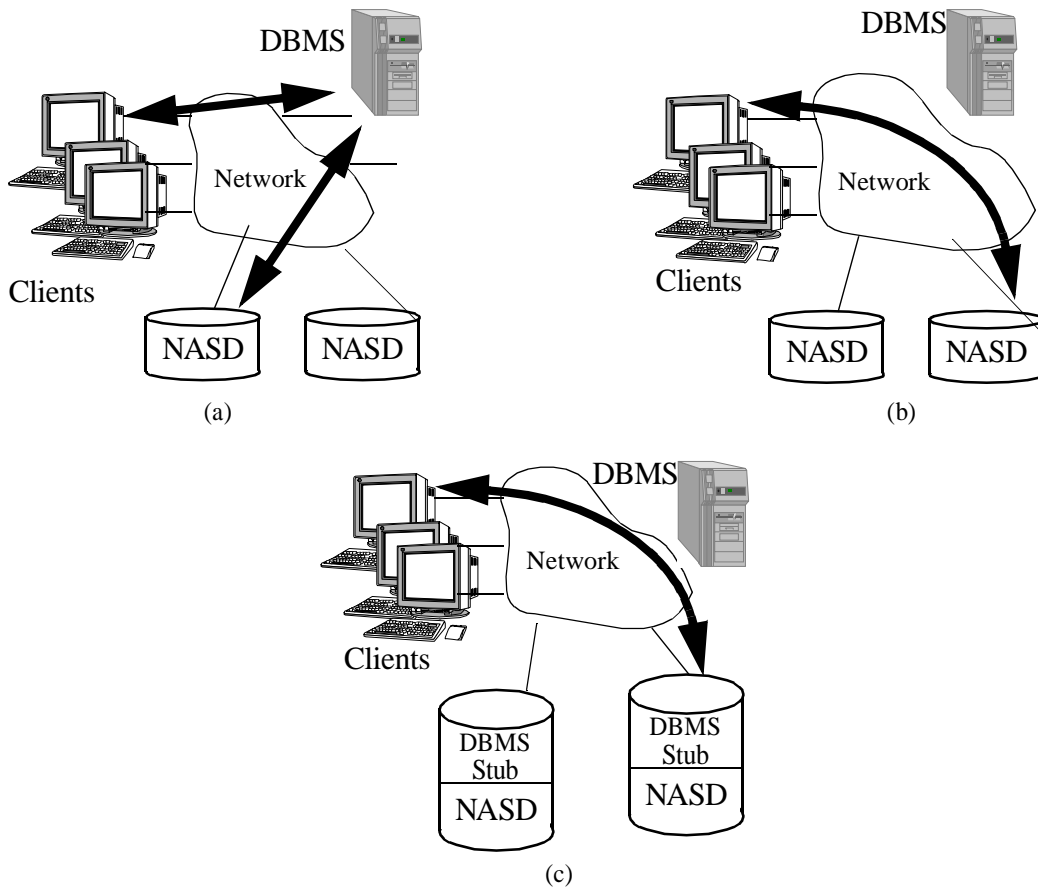 DBMS
Network
Clients
NASD
NASD
(a)
DBMS
Network
Clients
NASD
NASD
(b)
DBMS
Network
Clients
DBMS
Stub
NASD
DBMS
Stub
NASD
(c)